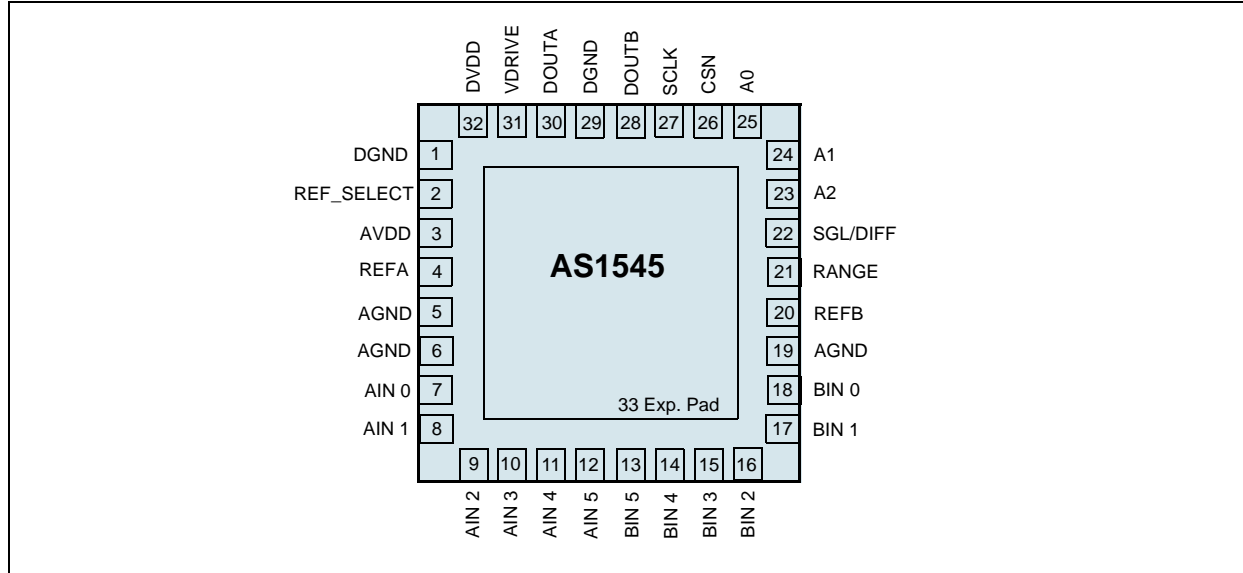 DVDD
VDRIVE
DOUTA
DGND
DOUTB
SCLK
CSN
A0
32 31 30 29 28 27 26 25
DGND 1 24 A1
REF_SELECT 2 23 A2
AVDD 3 22 SGL/DIFF
REFA 4 AS1545 21 RANGE
AGND 5 20 REFB
AGND 6 19 AGND
AIN 0 7 18 BIN 0
33 Exp. Pad
AIN 1 8 17 BIN 1
9 10 11 12 13 14 15 16
AIN 2
AIN 3
AIN 4
AIN 5
BIN 5
BIN 4
BIN 3
BIN 2